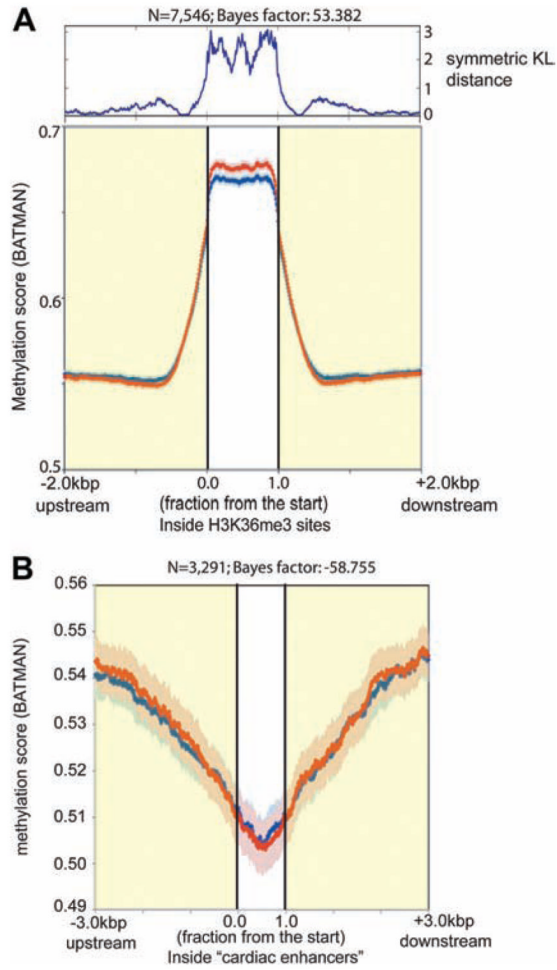 A
N=7,546; Bayes factor: 53.382
3
2
1
0
symmetric KL
distance
0.7
0.6
0.5
Methylation score (BATMAN)
-2.0kbp 0.0 1.0 +2.0kbp
upstream (fraction from the start) downstream
Inside H3K36me3 sites
B
N=3,291; Bayes factor: -58.755
0.56
0.55
0.54
0.53
0.52
0.51
0.50
0.49
methylation score (BATMAN)
-3.0kbp 0.0 1.0 +3.0kbp
upstream (fraction from the start) downstream
Inside "cardiac enhancers"